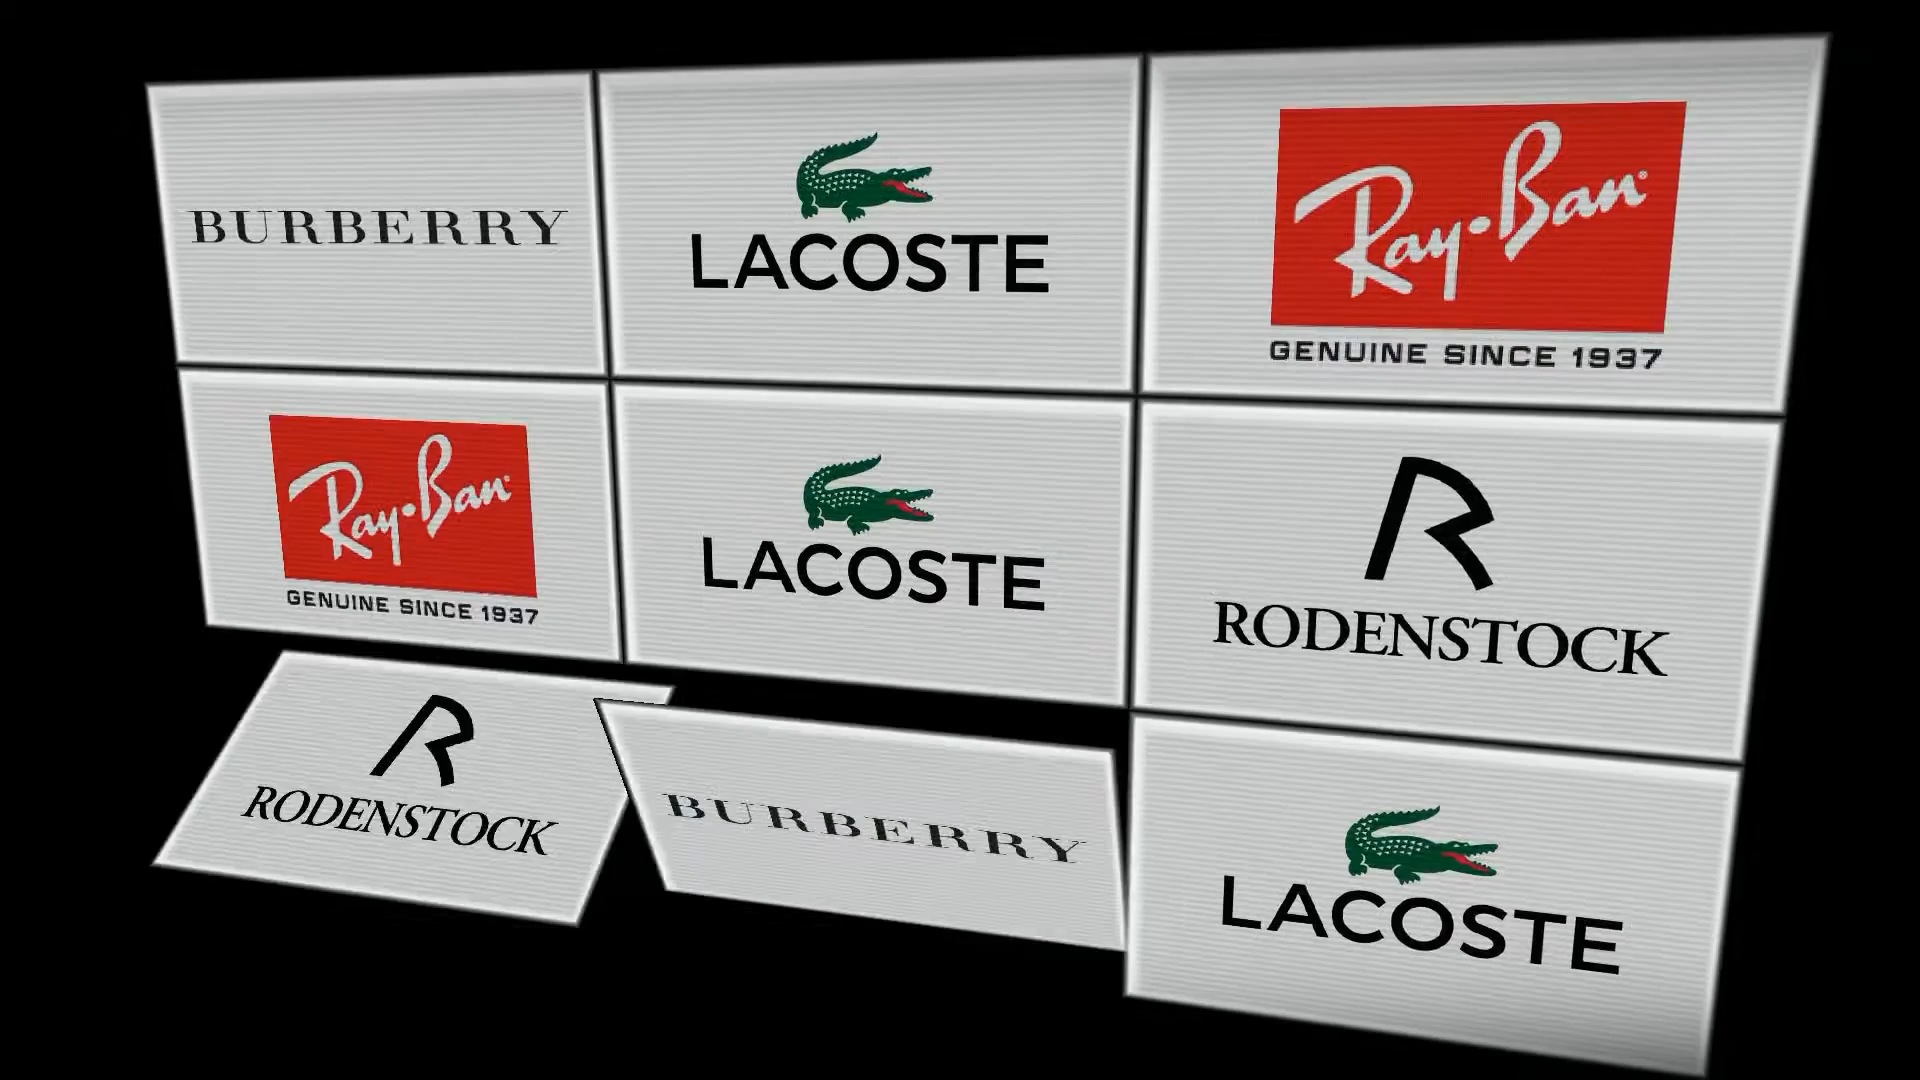 BURBERRY
LACOSTE
Ray·Ban
GENUINE SINCE 1937
Ray·Ban
GENUINE SINCE 1937
LACOSTE
R
RODENSTOCK
R
RODENSTOCK
BURBERRY
LACOSTE